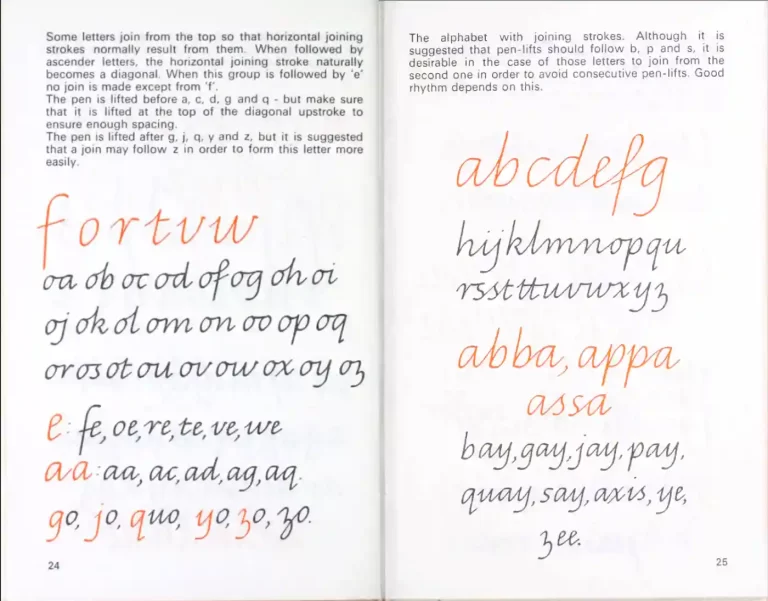 Some letters join from the top so that horizontal joining
strokes normally result from them. When followed by
ascender letters, the horizontal joining stroke naturally
becomes a diagonal. When this group is followed by 'e'
no join is made except from 'f'.
The pen is lifted before a, c, d, g and q - but make sure
that it is lifted at the top of the diagonal upstroke to
ensure enough spacing.
The pen is lifted after g, j, q, y and z, but it is suggested
that a join may follow z in order to form this letter more
easily.
f o r t v w
oa ob oc od of og oh oi
oj ok ol om on oo op oq
or os ot ou ov ow ox oy oz
e: fe, oe, re, te, ve, we
aa: aa, ac, ad, ag, aq.
go, jo, quo, yo, zo, zo.
24
The alphabet with joining strokes. Although it is
suggested that pen-lifts should follow b, p and s, it is
desirable in the case of those letters to join from the
second one in order to avoid consecutive pen-lifts. Good
rhythm depends on this.
abcdefg
hijklmnopqu
rsstttuvwxyz
abba, appa
assa
bay, gay, jay, pay,
quay, say, axis, ye,
zee.
25